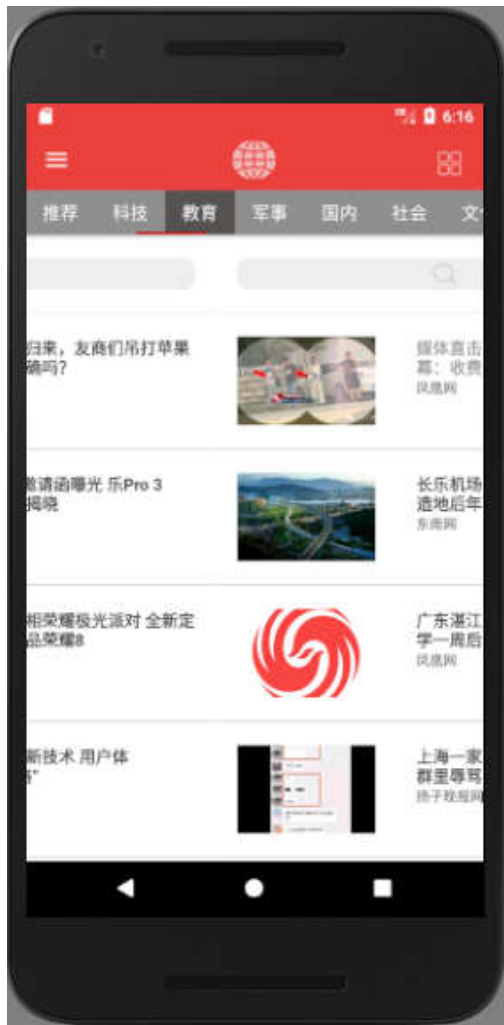 6:16
推荐 科技 教育 军事 国内 社会 文
归来，友商们吊打苹果
确吗？
媒体直击
幕：收费
凤凰网
邀请函曝光 乐Pro 3
揭晓
长乐机场
造地后年
东南网
相荣耀极光派对 全新定
品荣耀8
广东湛江
学一周后
凤凰网
新技术 用户体
上海一家
群里辱骂
扬子晚报网